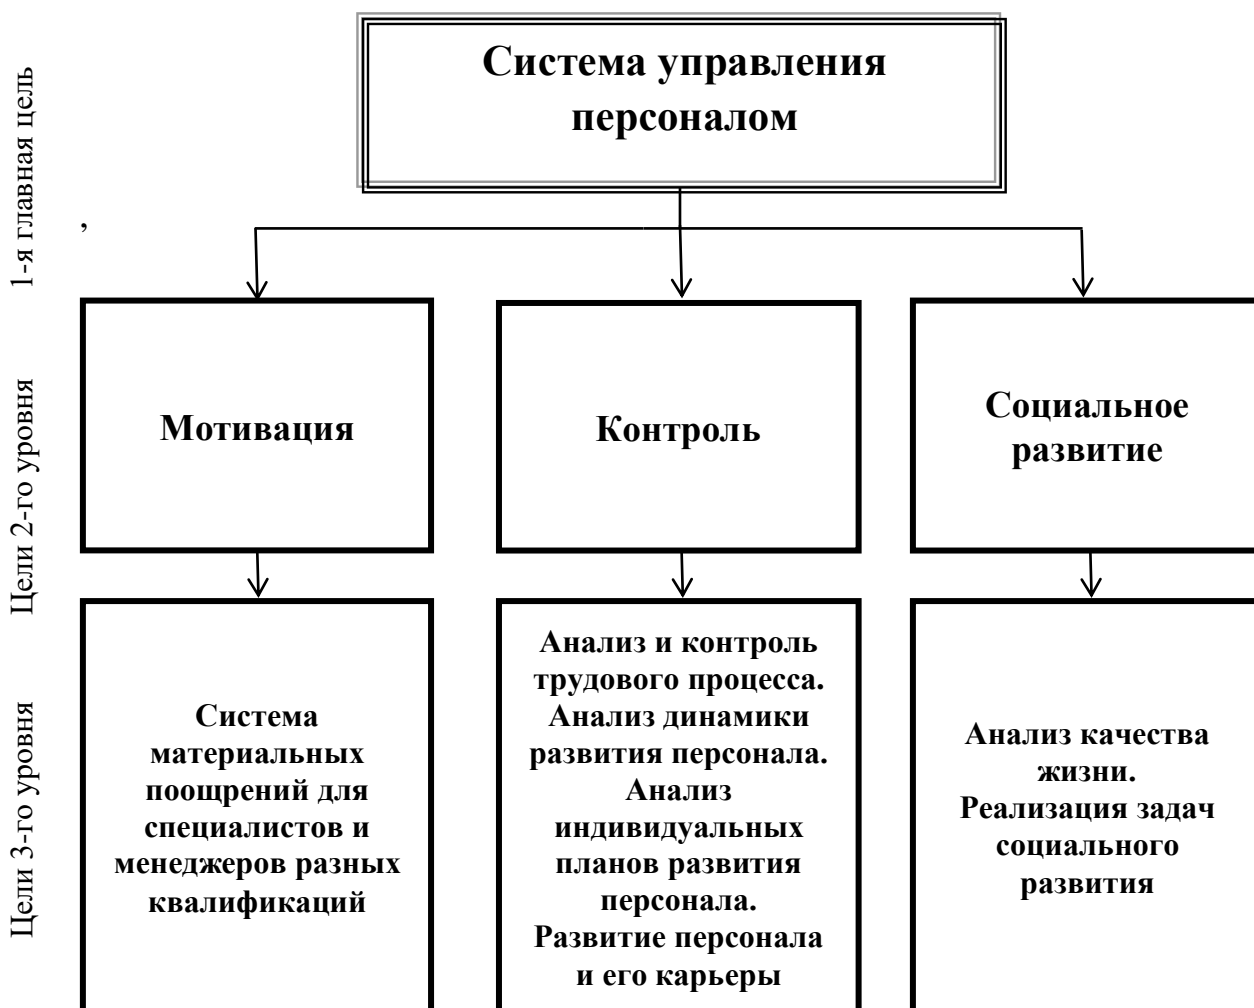 Система управления
персоналом
1-я главная цель
,
Цели 2-го уровня
Мотивация
Контроль
Социальное
развитие
Цели 3-го уровня
Система
материальных
поощрений для
специалистов и
менеджеров разных
квалификаций
Анализ и контроль
трудового процесса.
Анализ динамики
развития персонала.
Анализ
индивидуальных
планов развития
персонала.
Развитие персонала
и его карьеры
Анализ качества
жизни.
Реализация задач
социального
развития